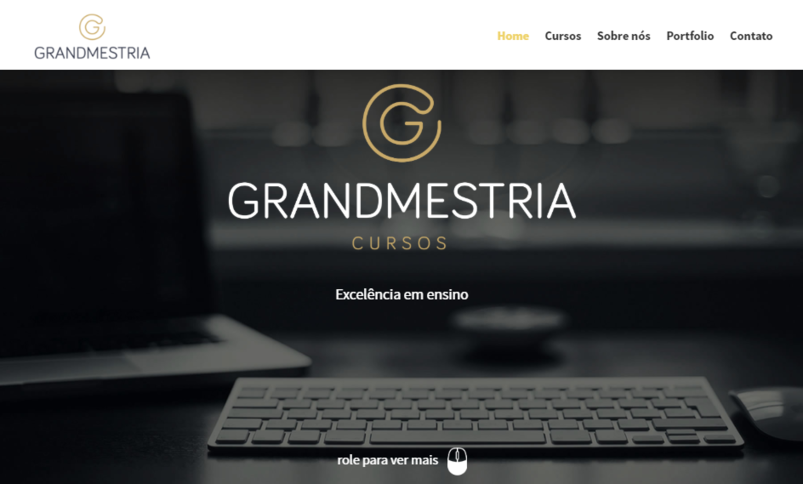 GRANDMESTRIA
Home Cursos Sobre nós Portfolio Contato
GRANDMESTRIA
CURSOS
Excelência em ensino
role para ver mais